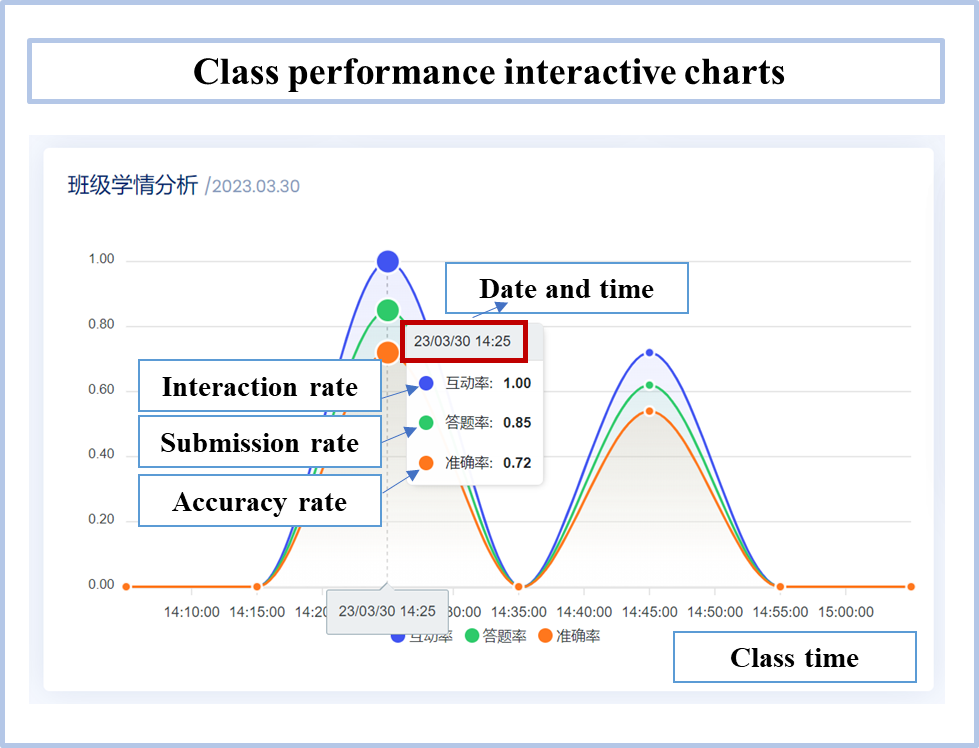 Class performance interactive charts
班级学情分析 /2023.03.30
1.00
Date and time
0.80
23/03/30 14:25
Interaction rate
0.60
互动率: 1.00
Submission rate
答题率: 0.85
0.40
准确率: 0.72
Accuracy rate
0.20
0.00
14:10:00 14:15:00 14:20 23/03/30 14:25 30:00 14:35:00 14:40:00 14:45:00 14:50:00 14:55:00 15:00:00
互动率 答题率 准确率
Class time